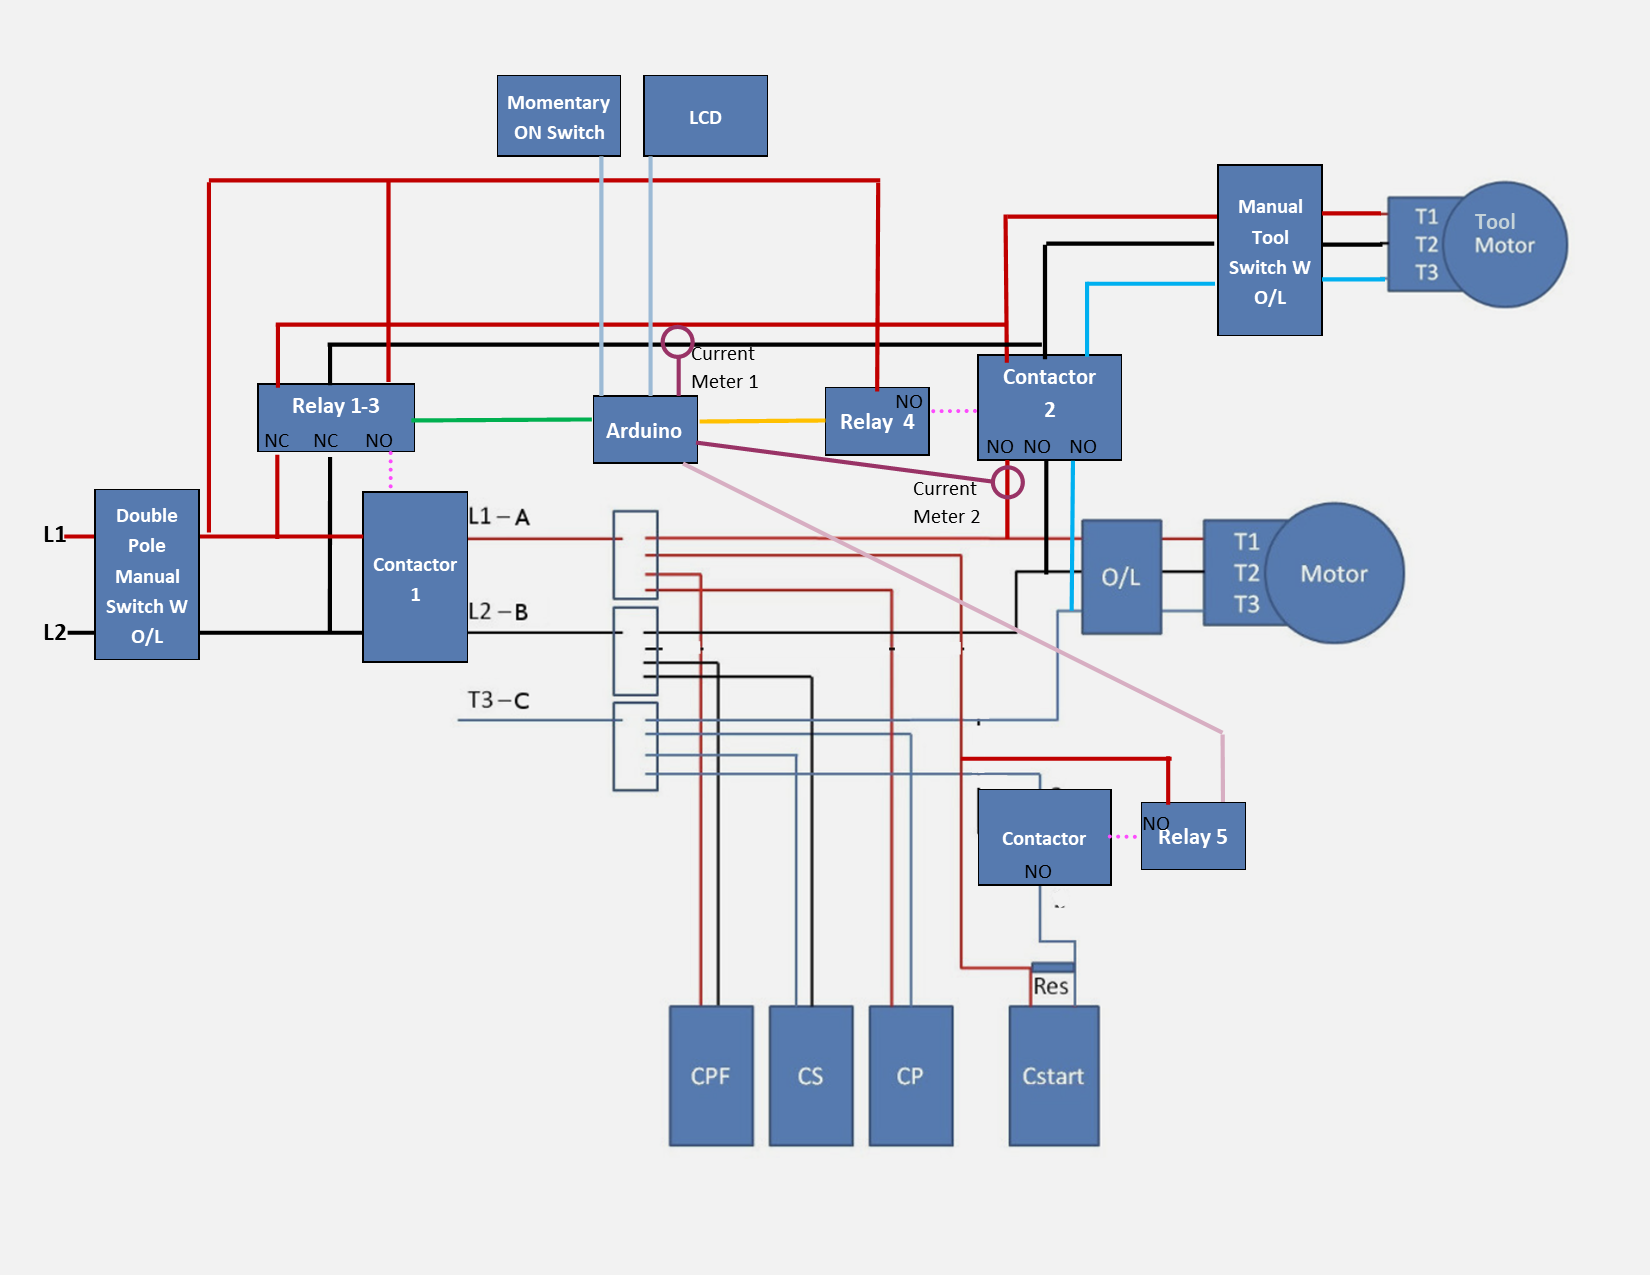 Momentary
ON Switch
LCD
Manual
Tool
Switch W
O/L
T1
T2
T3
Tool
Motor
Current
Meter 1
Relay 1-3
NC NC NO
Arduino
NO
Relay 4
Contactor
2
NO NO NO
Current
Meter 2
L1
L2
Double
Pole
Manual
Switch W
O/L
Contactor
1
L1-A
L2-B
T3-C
O/L
T1
T2
T3
Motor
Contactor
NO
NO
Relay 5
Res
CPF
CS
CP
Cstart